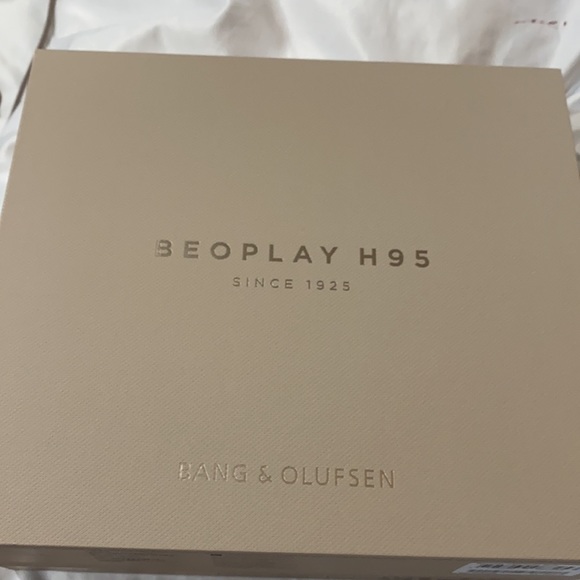 BEOPLAY H95
SINCE 1925
BANG & OLUFSEN